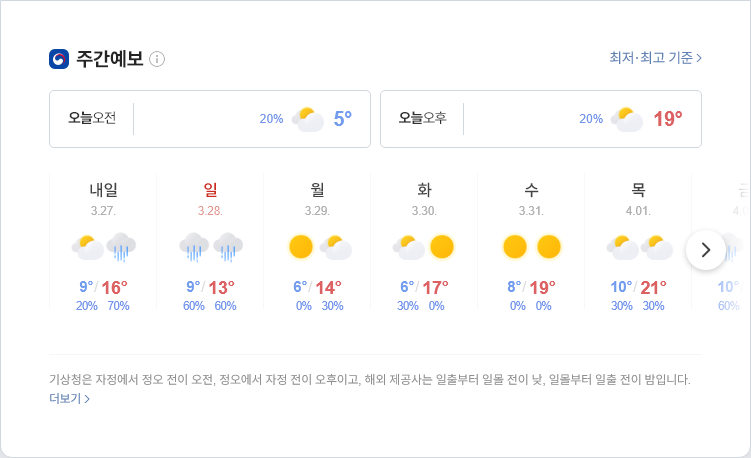 주간예보
최저·최고 기준
오늘오전 20% 5°
오늘오후 20% 19°
내일 일 월 화 수 목
3.27. 3.28. 3.29. 3.30. 3.31. 4.01.
9°/16° 9°/13° 6°/14° 6°/17° 8°/19° 10°/21° 10°
20% 70% 60% 60% 0% 30% 30% 0% 0% 0% 30% 30% 60%
기상청은 자정에서 정오 전이 오전, 정오에서 자정 전이 오후이고, 해외 제공사는 일출부터 일몰 전이 낮, 일몰부터 일출 전이 밤입니다.
더보기